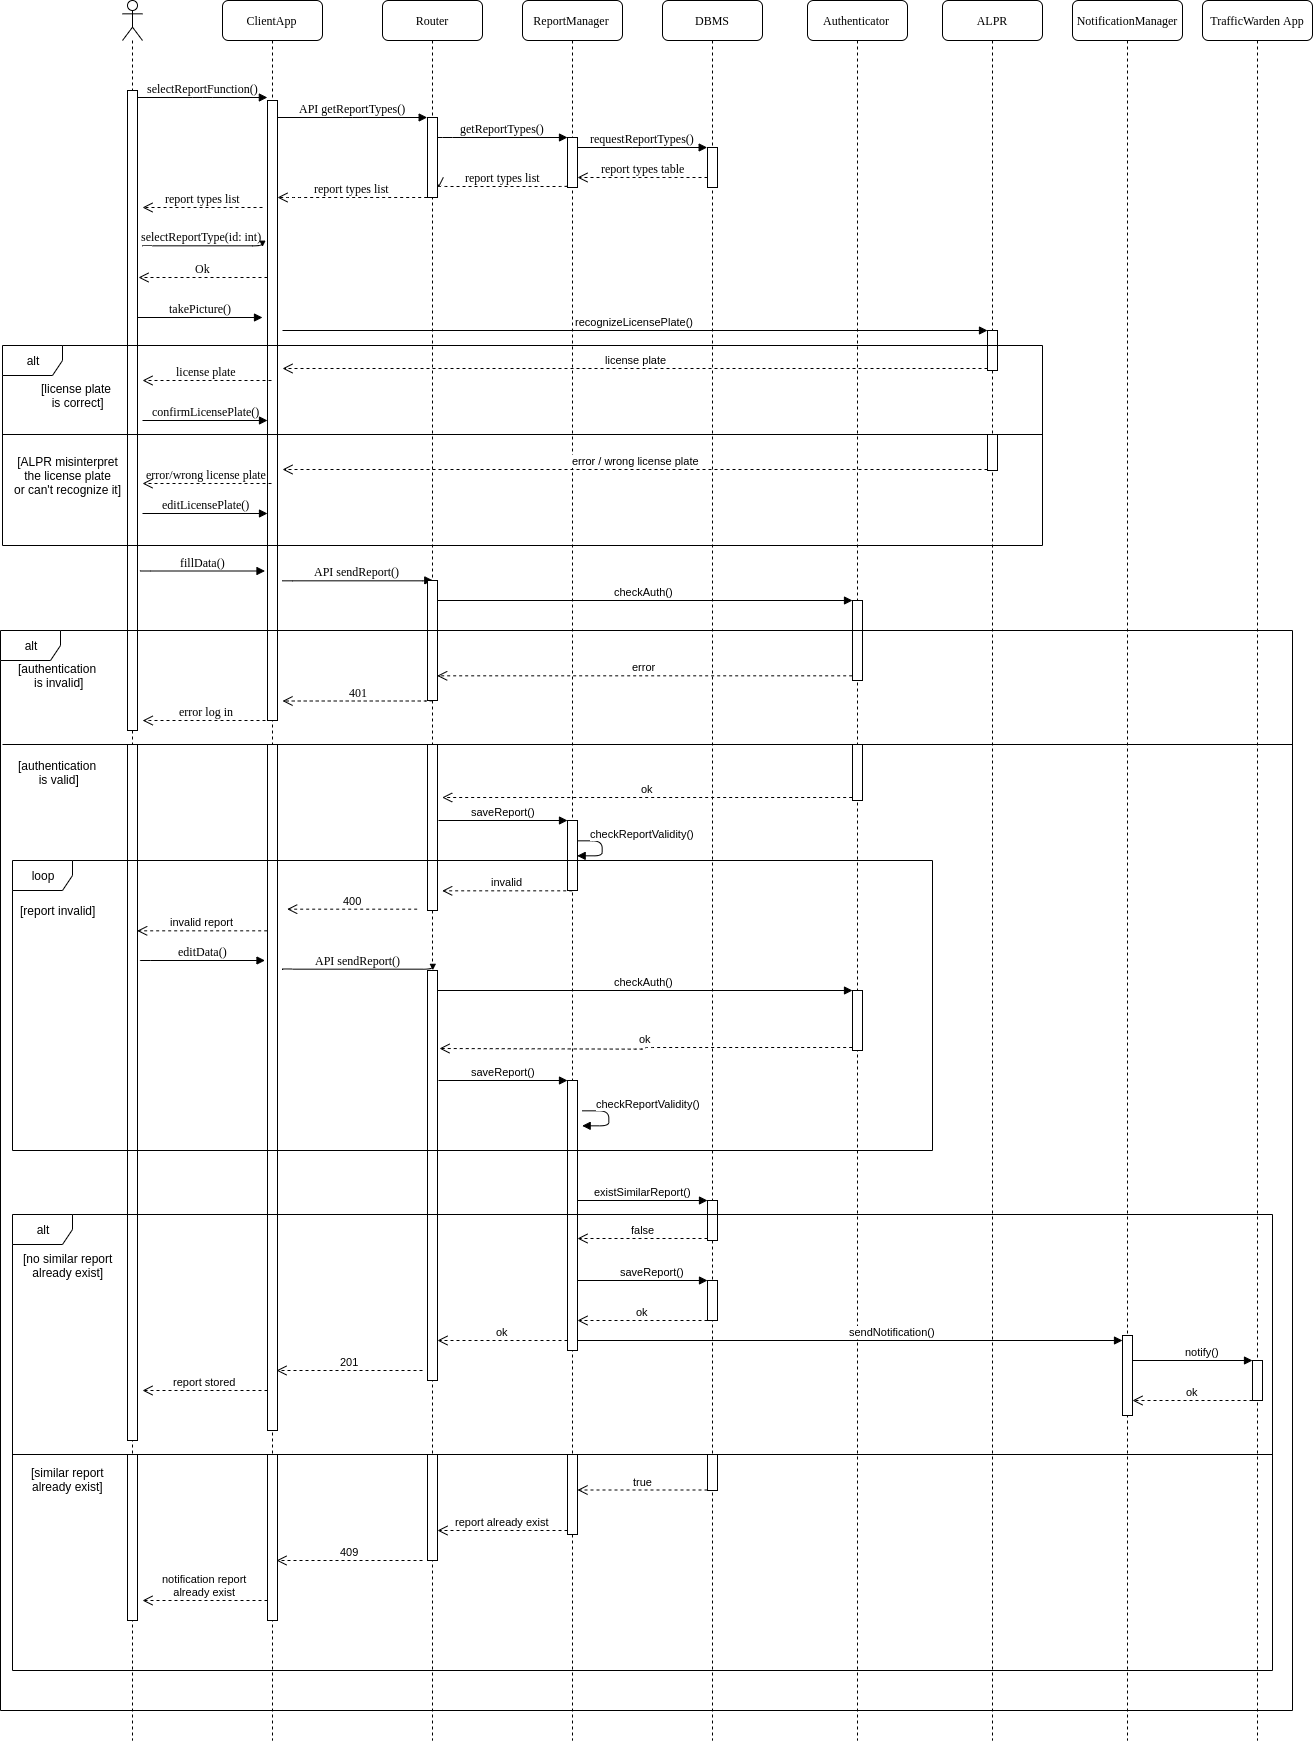 ClientApp
Router
ReportManager
DBMS
Authenticator
ALPR
NotificationManager
TrafficWarden App
selectReportFunction()
API getReportTypes()
getReportTypes()
requestReportTypes()
report types table
report types list
report types list
report types list
selectReportType(id: int)
Ok
takePicture()
recognizeLicensePlate()
alt
license plate
license plate
[license plate
is correct]
confirmLicensePlate()
[ALPR misinterpret
the license plate
or can't recognize it]
error / wrong license plate
error/wrong license plate
editLicensePlate()
fillData()
API sendReport()
checkAuth()
alt
[authentication
is invalid]
error
401
error log in
[authentication
is valid]
ok
saveReport()
checkReportValidity()
loop
invalid
400
[report invalid]
invalid report
editData()
API sendReport()
checkAuth()
ok
saveReport()
checkReportValidity()
existSimilarReport()
alt
false
[no similar report
already exist]
saveReport()
ok
ok
sendNotification()
notify()
201
report stored
ok
[similar report
already exist]
true
report already exist
409
notification report
already exist